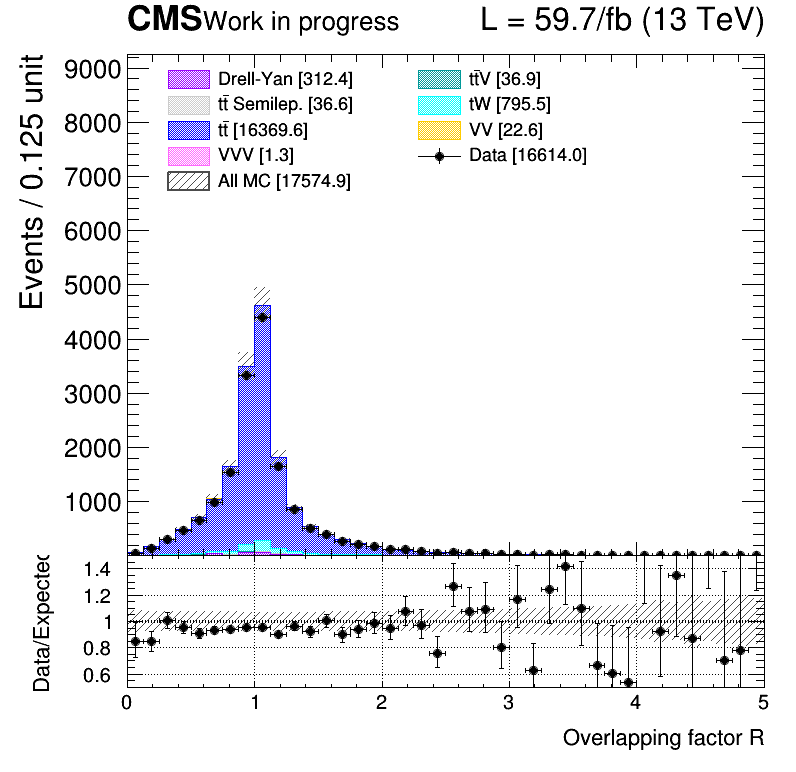 CMS Work in progress L = 59.7/fb (13 TeV)
Events / 0.125 unit
9000
8000
7000
6000
5000
4000
3000
2000
1000
Drell-Yan [312.4]
tt̄ Semilep. [36.6]
tt̄ [16369.6]
VVV [1.3]
All MC [17574.9]
tt̄V [36.9]
tW [795.5]
VV [22.6]
Data [16614.0]
Data/Expected
1.4
1.2
1
0.8
0.6
0 1 2 3 4 5
Overlapping factor R